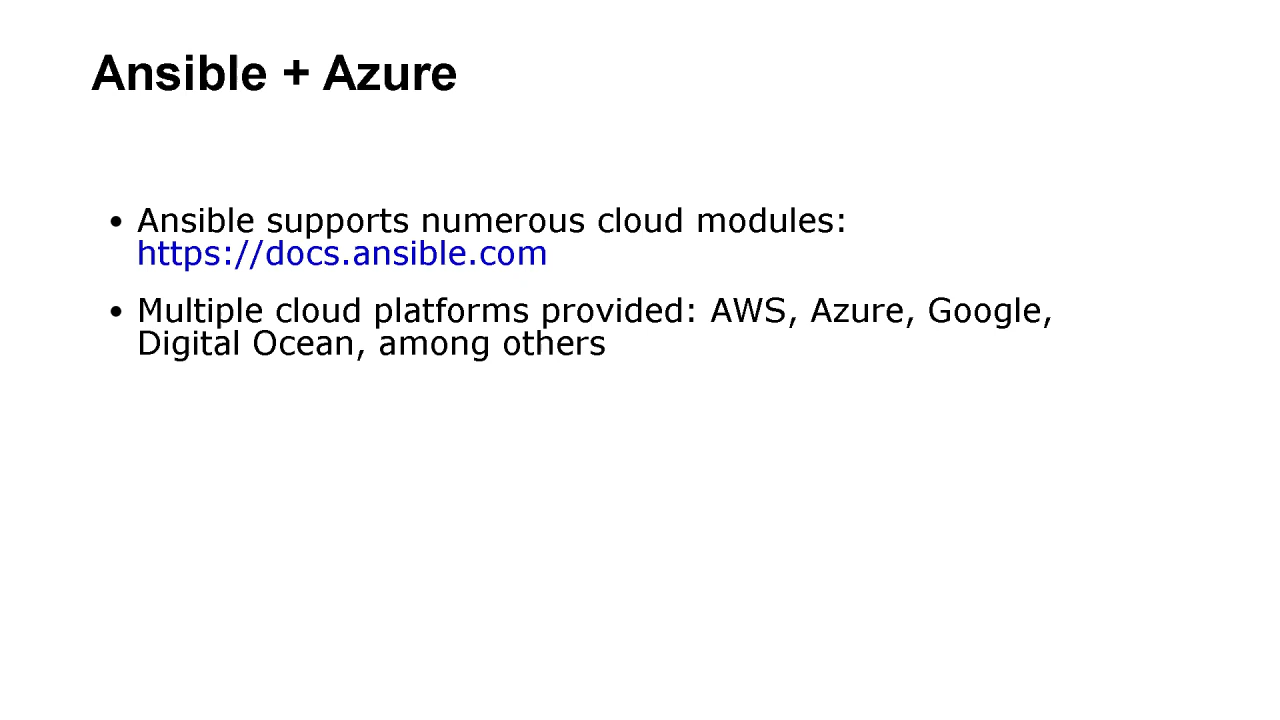 Ansible + Azure
• Ansible supports numerous cloud modules:
https://docs.ansible.com
• Multiple cloud platforms provided: AWS, Azure, Google,
Digital Ocean, among others